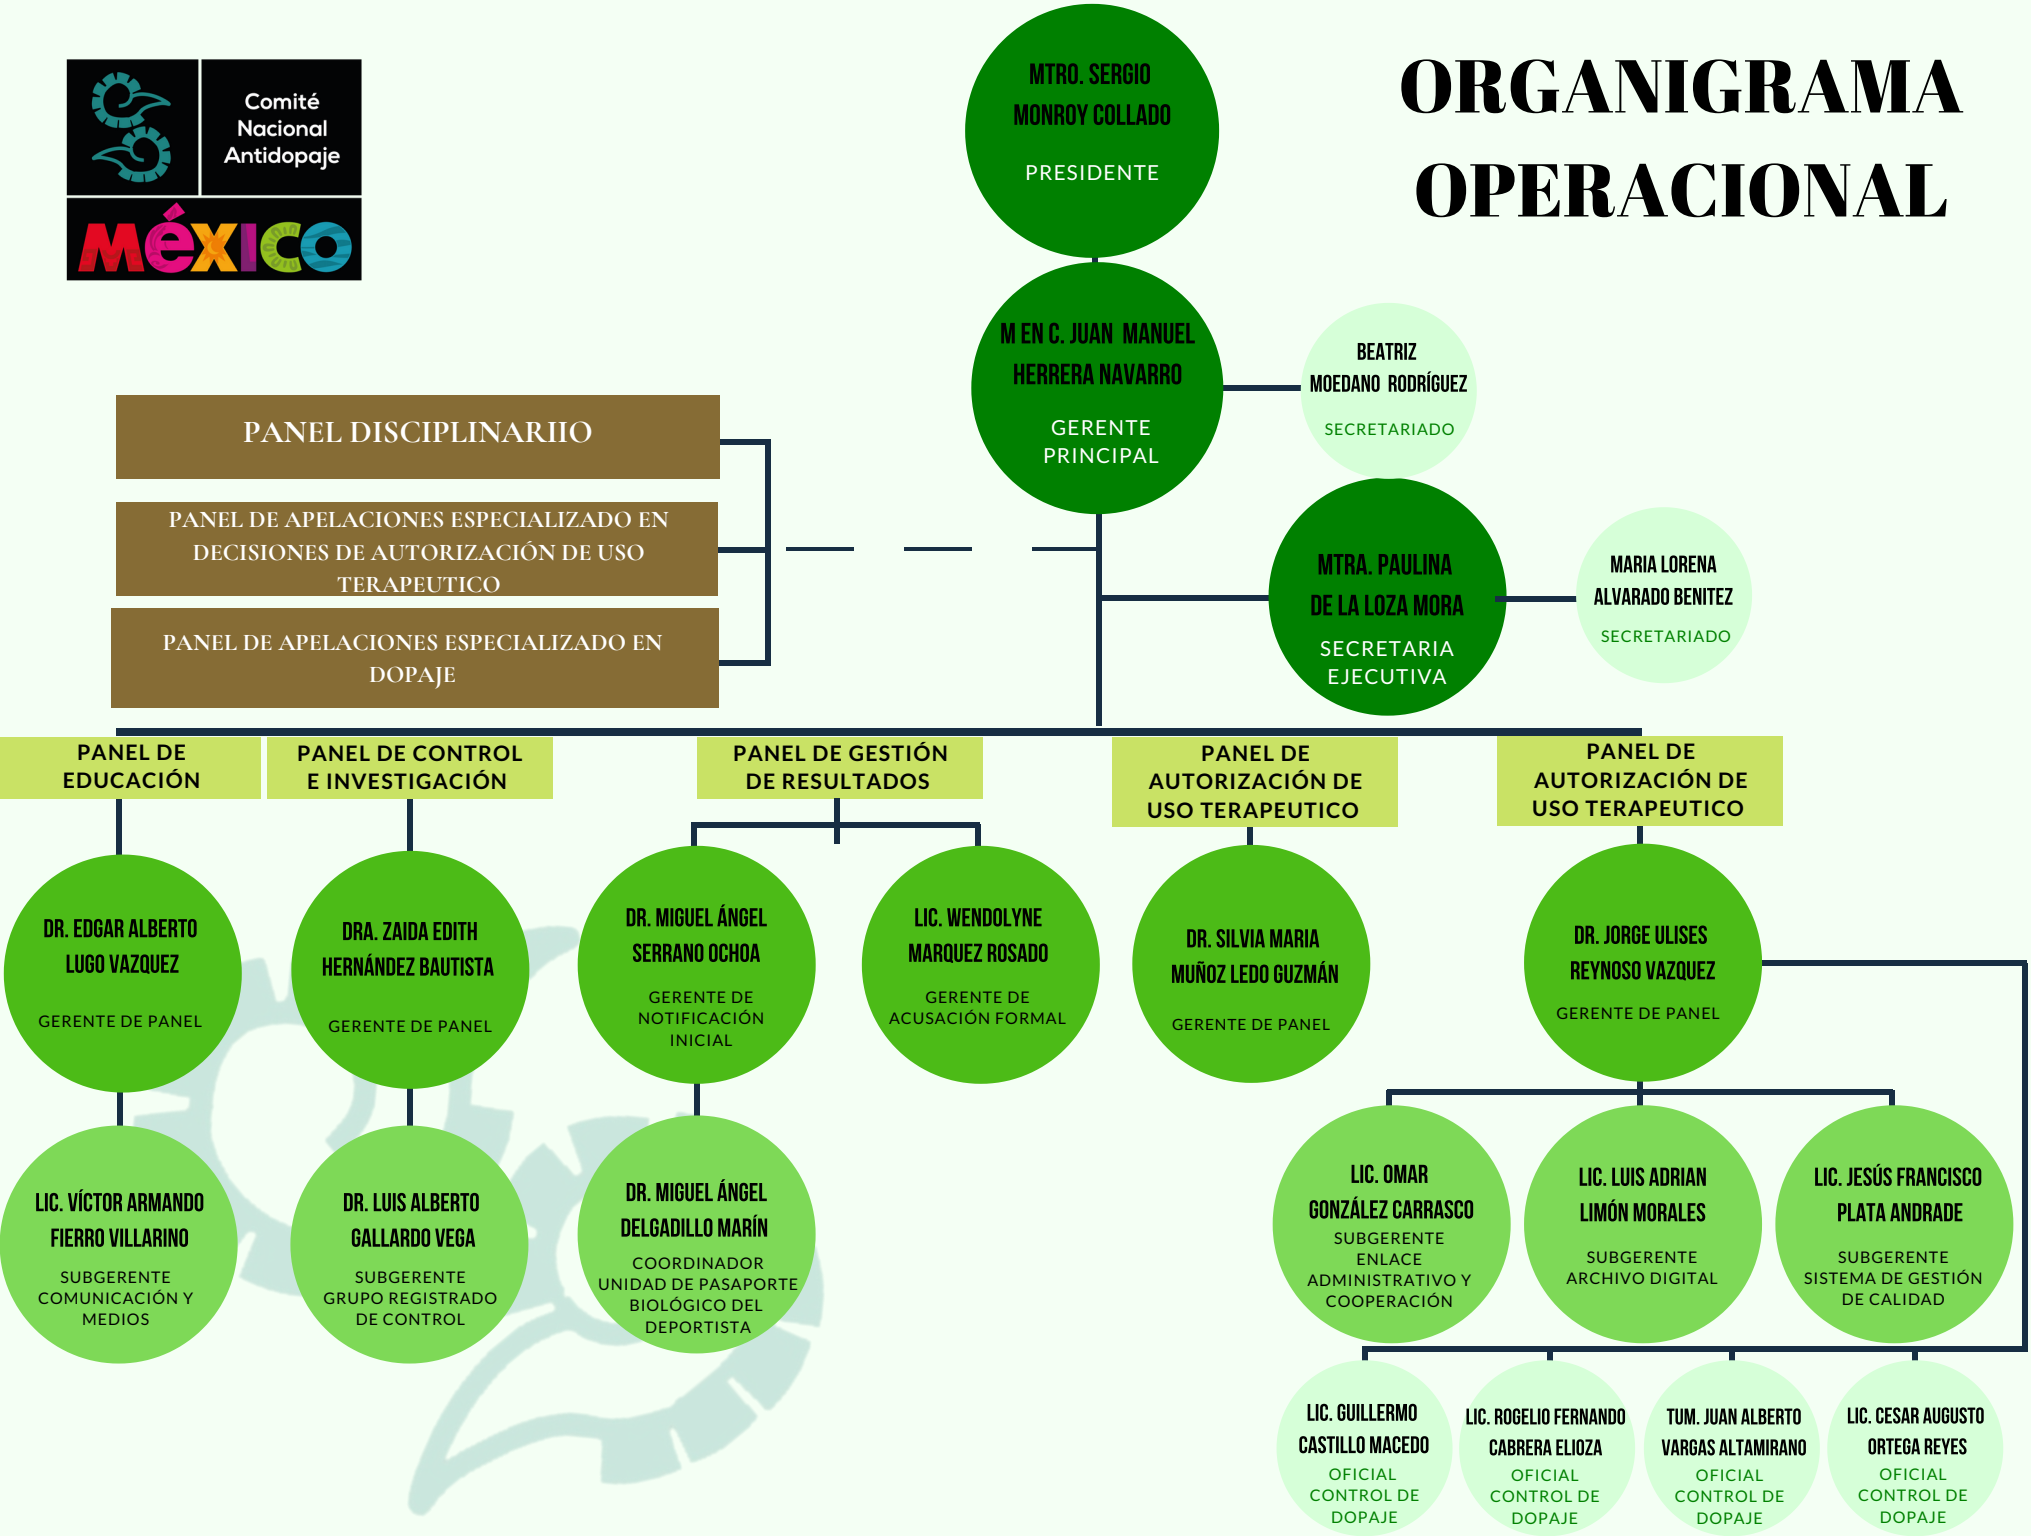 Comité
Nacional
Antidopaje
México
ORGANIGRAMA
OPERACIONAL
MTRO. SERGIO
MONROY COLLADO
PRESIDENTE
M EN C. JUAN MANUEL
HERRERA NAVARRO
GERENTE
PRINCIPAL
BEATRIZ
MOEDANO RODRÍGUEZ
SECRETARIADO
MTRA. PAULINA
DE LA LOZA MORA
SECRETARIA
EJECUTIVA
MARIA LORENA
ALVARADO BENITEZ
SECRETARIADO
PANEL DISCIPLINARIIO
PANEL DE APELACIONES ESPECIALIZADO EN
DECISIONES DE AUTORIZACIÓN DE USO
TERAPEUTICO
PANEL DE APELACIONES ESPECIALIZADO EN
DOPAJE
PANEL DE
EDUCACIÓN
PANEL DE CONTROL
E INVESTIGACIÓN
PANEL DE GESTIÓN
DE RESULTADOS
PANEL DE
AUTORIZACIÓN DE
USO TERAPEUTICO
PANEL DE
AUTORIZACIÓN DE
USO TERAPEUTICO
DR. EDGAR ALBERTO
LUGO VAZQUEZ
GERENTE DE PANEL
DRA. ZAIDA EDITH
HERNÁNDEZ BAUTISTA
GERENTE DE PANEL
DR. MIGUEL ÁNGEL
SERRANO OCHOA
GERENTE DE
NOTIFICACIÓN
INICIAL
LIC. WENDOLYNE
MARQUEZ ROSADO
GERENTE DE
ACUSACIÓN FORMAL
DR. SILVIA MARIA
MUÑOZ LEDO GUZMÁN
GERENTE DE PANEL
DR. JORGE ULISES
REYNOSO VAZQUEZ
GERENTE DE PANEL
LIC. VÍCTOR ARMANDO
FIERRO VILLARINO
SUBGERENTE
COMUNICACIÓN Y
MEDIOS
DR. LUIS ALBERTO
GALLARDO VEGA
SUBGERENTE
GRUPO REGISTRADO
DE CONTROL
DR. MIGUEL ÁNGEL
DELGADILLO MARÍN
COORDINADOR
UNIDAD DE PASAPORTE
BIOLÓGICO DEL
DEPORTISTA
LIC. OMAR
GONZÁLEZ CARRASCO
SUBGERENTE
ENLACE
ADMINISTRATIVO Y
COOPERACIÓN
LIC. LUIS ADRIAN
LIMÓN MORALES
SUBGERENTE
ARCHIVO DIGITAL
LIC. JESÚS FRANCISCO
PLATA ANDRADE
SUBGERENTE
SISTEMA DE GESTIÓN
DE CALIDAD
LIC. GUILLERMO
CASTILLO MACEDO
OFICIAL
CONTROL DE
DOPAJE
LIC. ROGELIO FERNANDO
CABRERA ELIOZA
OFICIAL
CONTROL DE
DOPAJE
TUM. JUAN ALBERTO
VARGAS ALTAMIRANO
OFICIAL
CONTROL DE
DOPAJE
LIC. CESAR AUGUSTO
ORTEGA REYES
OFICIAL
CONTROL DE
DOPAJE